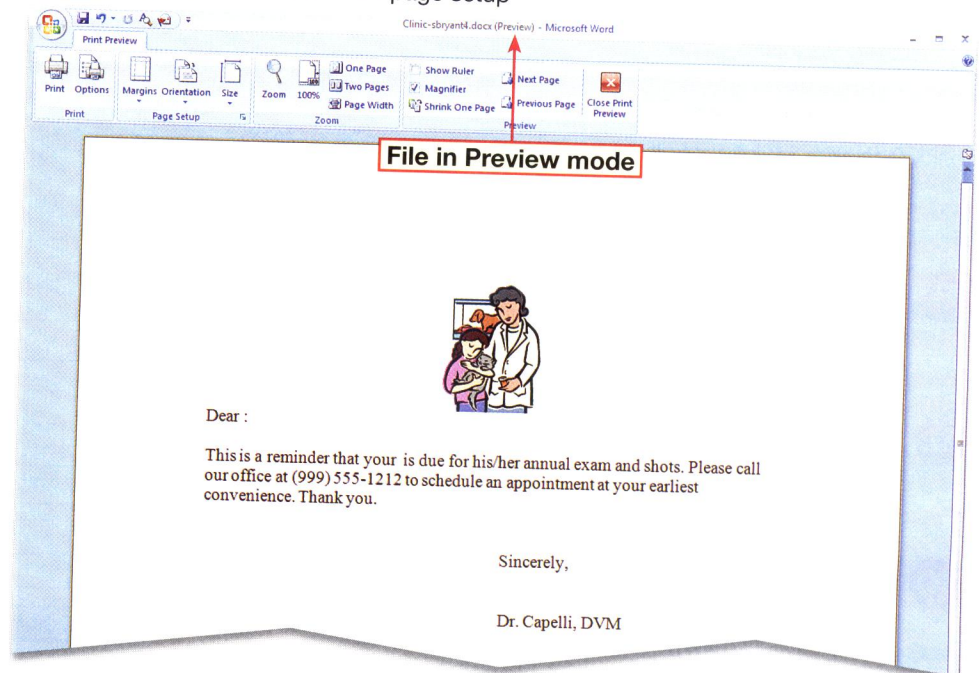 page setup
Clinic-sbryant4.docx (Preview) - Microsoft Word
Print Preview
Print
Options
Margins
Orientation
Size
Zoom
100%
One Page
Two Pages
Page Width
Show Ruler
Magnifier
Shrink One Page
Next Page
Previous Page
Close Print
Preview
Print
Page Setup
Zoom
Preview
File in Preview mode
Dear :
This is a reminder that your is due for his/her annual exam and shots. Please call
our office at (999) 555-1212 to schedule an appointment at your earliest
convenience. Thank you.
Sincerely,
Dr. Capelli, DVM